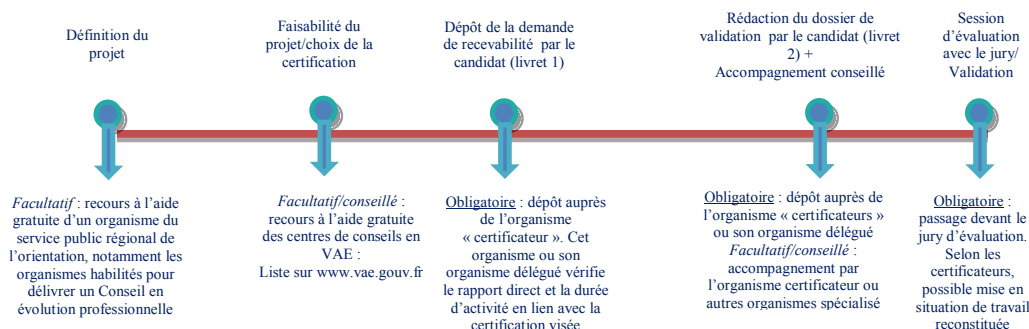 Définition du
projet
Faisabilité du
projet/choix de la
certification
Dépôt de la demande
de recevabilité par le
candidat (livret 1)
Rédaction du dossier de
validation par le candidat (livret
2) +
Accompagnement conseillé
Session
d’évaluation
avec le jury/
Validation
Facultatif : recours à l’aide
gratuite d’un organisme du
service public régional de
l’orientation, notamment les
organismes habilités pour
délivrer un Conseil en
évolution professionnelle
Facultatif/conseillé :
recours à l’aide gratuite
des centres de conseils en
VAE :
Liste sur www.vae.gouv.fr
Obligatoire : dépôt auprès
de l’organisme
« certificateur ». Cet
organisme ou son
organisme délégué vérifie
le rapport direct et la durée
d’activité en lien avec la
certification visée
Obligatoire : dépôt auprès de
l’organisme « certificateurs »
ou son organisme délégué
Facultatif/conseillé :
accompagnement par
l’organisme certificateur ou
autres organismes spécialisé
Obligatoire :
passage devant le
jury d’évaluation.
Selon les
certificateurs,
possible mise en
situation de travail
reconstituée